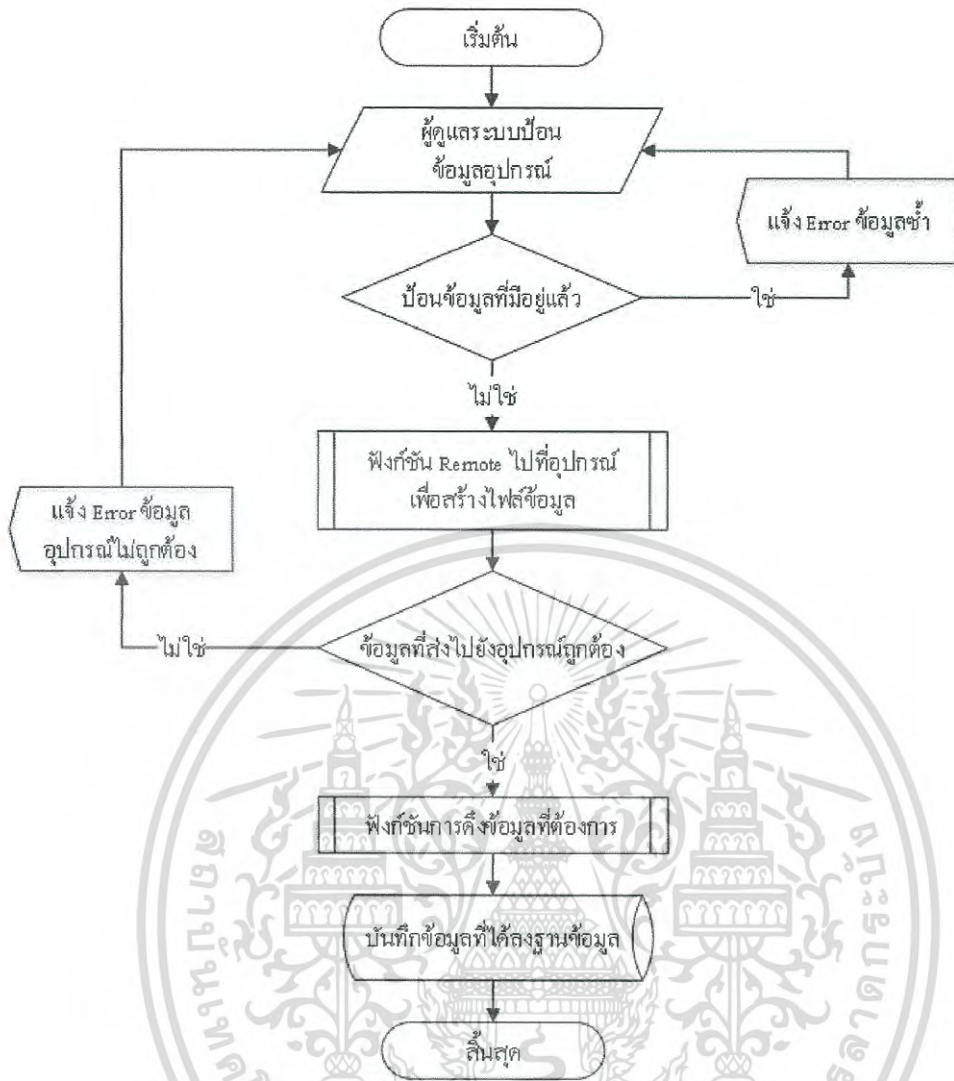 เริ่มต้น
ผู้ดูแลระบบป้อน
ข้อมูลอุปกรณ์
แจ้ง Error ข้อมูลซ้ำ
ป้อนข้อมูลที่มีอยู่แล้ว
ใช่
ไม่ใช่
ฟังก์ชัน Remote ไปที่อุปกรณ์
เพื่อสร้างไฟล์ข้อมูล
แจ้ง Error ข้อมูล
อุปกรณ์ไม่ถูกต้อง
ไม่ใช่
ข้อมูลที่ส่งไปยังอุปกรณ์ถูกต้อง
ใช่
ฟังก์ชันการดึงข้อมูลที่ต้องการ
บันทึกข้อมูลที่ได้ลงฐานข้อมูล
สิ้นสุด